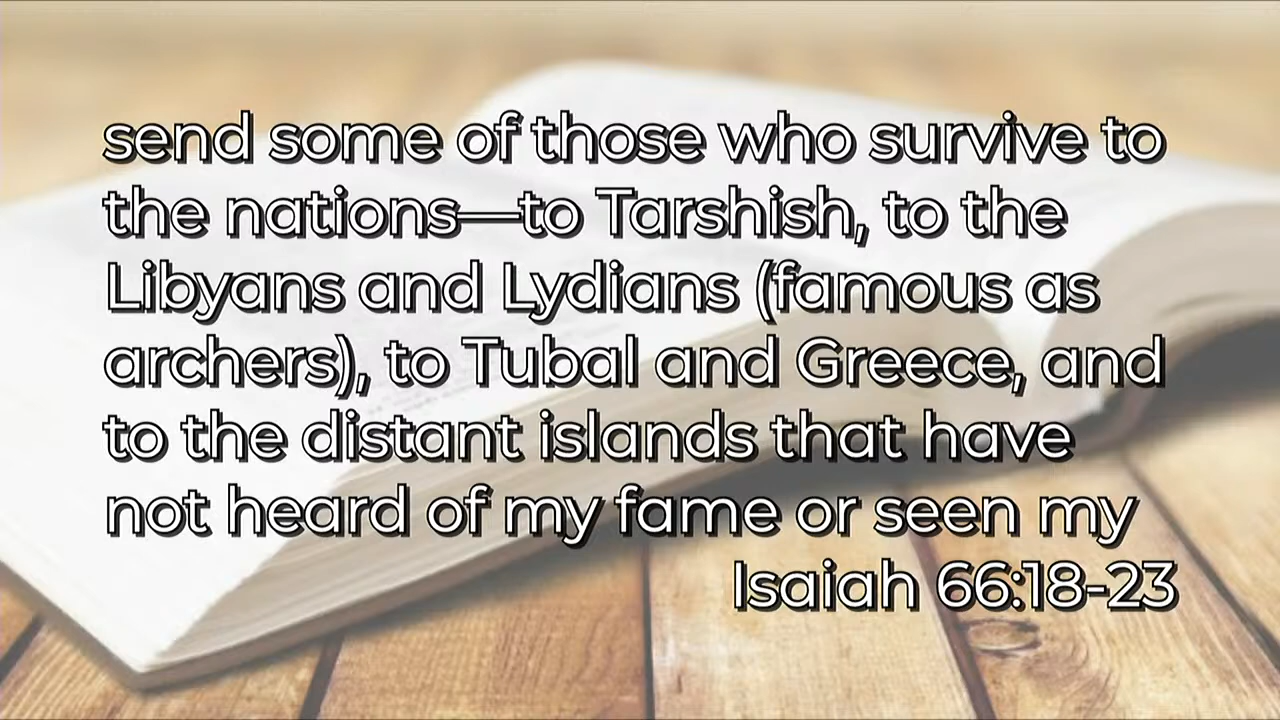 send some of those who survive to
the nations—to Tarshish, to the
Libyans and Lydians (famous as
archers), to Tubal and Greece, and
to the distant islands that have
not heard of my fame or seen my
Isaiah 66:18-23